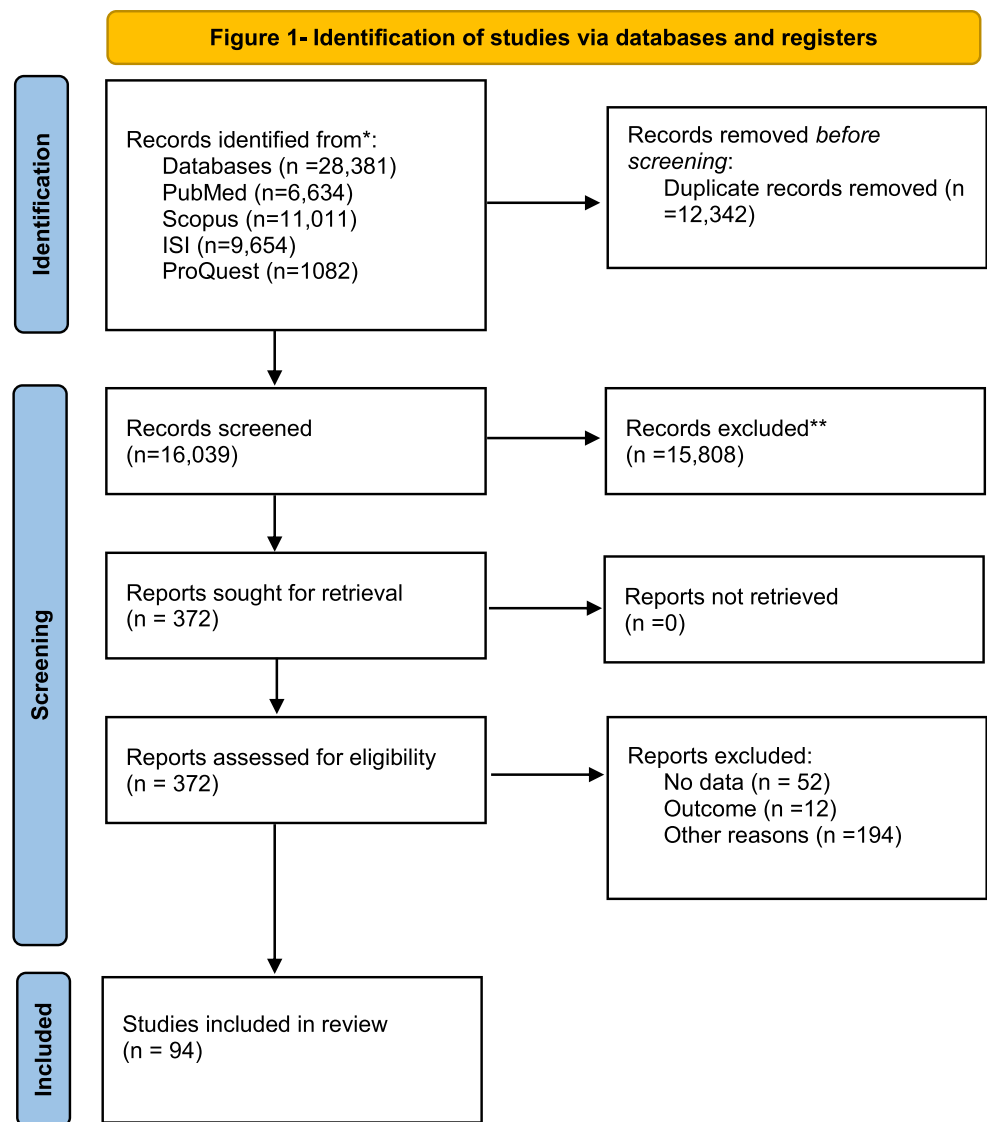 Figure 1- Identification of studies via databases and registers
Identification
Records identified from*:
Databases (n =28,381)
PubMed (n=6,634)
Scopus (n=11,011)
ISI (n=9,654)
ProQuest (n=1082)
Records removed before
screening:
Duplicate records removed (n
=12,342)
Screening
Records screened
(n=16,039)
Records excluded**
(n =15,808)
Reports sought for retrieval
(n = 372)
Reports not retrieved
(n =0)
Reports assessed for eligibility
(n = 372)
Reports excluded:
No data (n = 52)
Outcome (n =12)
Other reasons (n =194)
Included
Studies included in review
(n = 94)